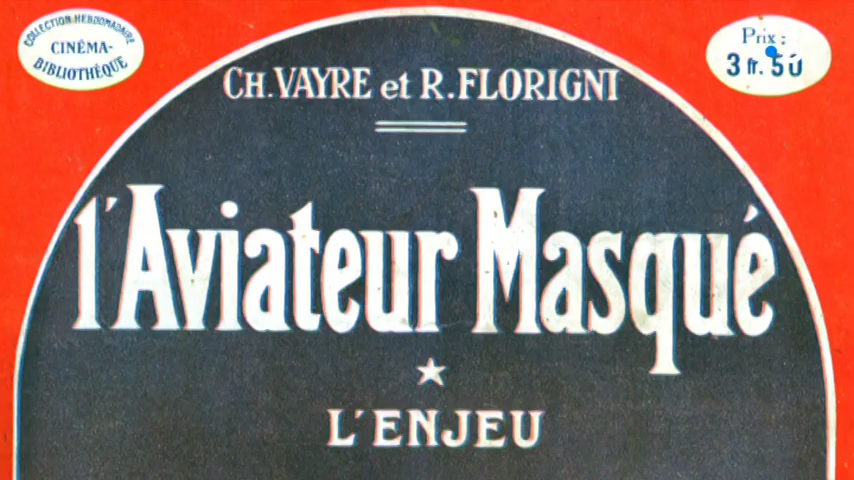 COLLECTION HEBDOMADAIRE
CINÉMA-
BIBLIOTHÈQUE
Prix :
3 fr. 50
CH. VAYRE et R. FLORIGNI
l'Aviateur Masqué
L'ENJEU